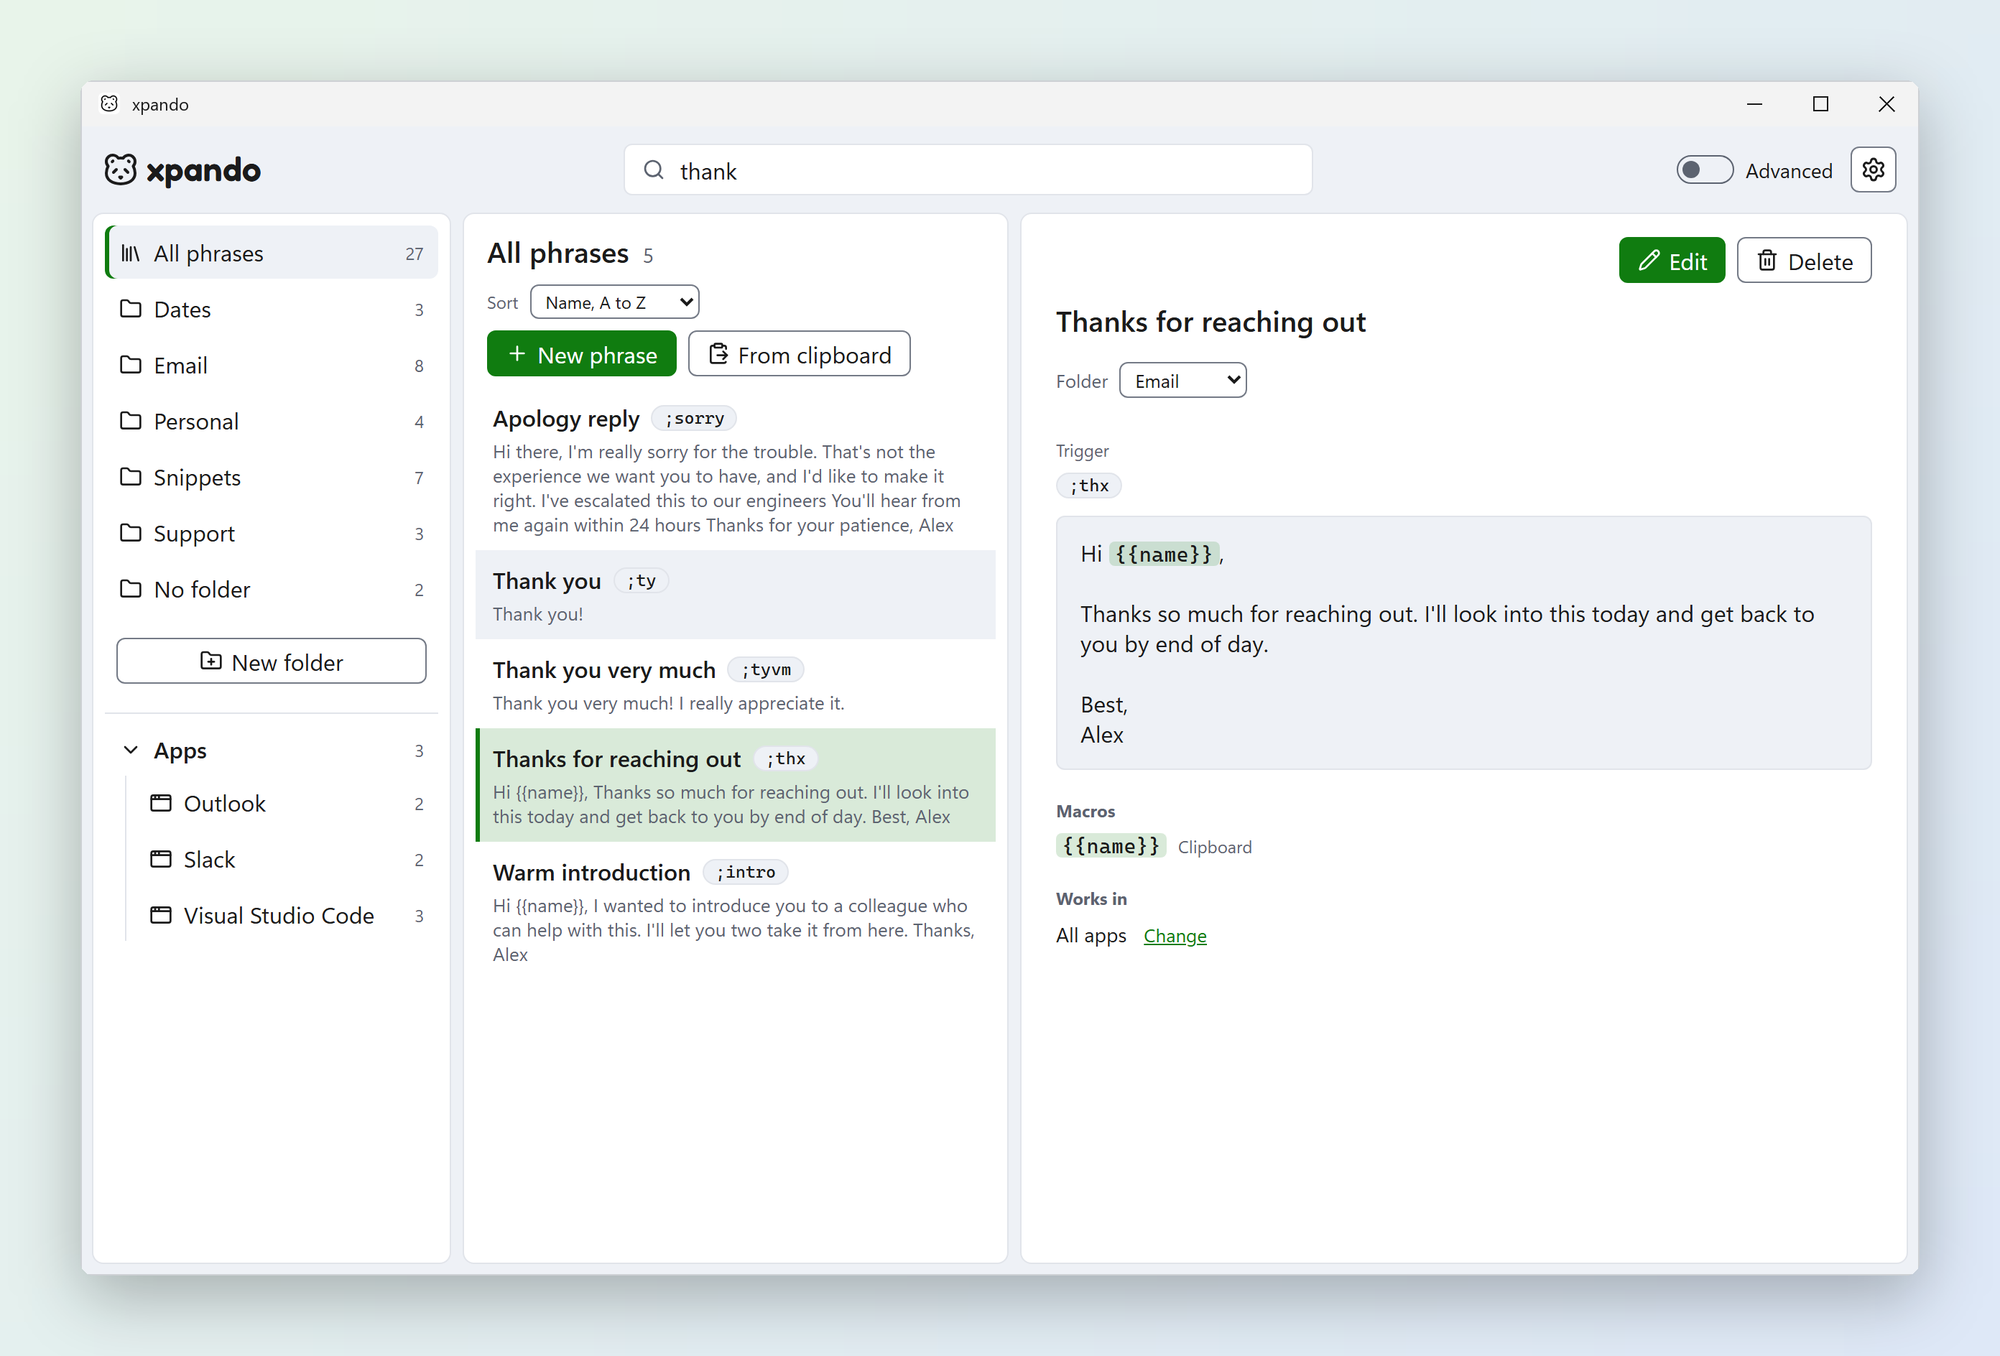 xpando
xpando
thank
Advanced
All phrases 27
Dates 3
Email 8
Personal 4
Snippets 7
Support 3
No folder 2
New folder
Apps 3
Outlook 2
Slack 2
Visual Studio Code 3
All phrases 5
Sort Name, A to Z
New phrase From clipboard
Apology reply ;sorry
Hi there, I'm really sorry for the trouble. That's not the
experience we want you to have, and I'd like to make it
right. I've escalated this to our engineers You'll hear from
me again within 24 hours Thanks for your patience, Alex
Thank you ;ty
Thank you!
Thank you very much ;tyvm
Thank you very much! I really appreciate it.
Thanks for reaching out ;thx
Hi {{name}}, Thanks so much for reaching out. I'll look into
this today and get back to you by end of day. Best, Alex
Warm introduction ;intro
Hi {{name}}, I wanted to introduce you to a colleague who
can help with this. I'll let you two take it from here. Thanks,
Alex
Edit Delete
Thanks for reaching out
Folder Email
Trigger
;thx
Hi {{name}},
Thanks so much for reaching out. I'll look into this today and get back to
you by end of day.
Best,
Alex
Macros
{{name}} Clipboard
Works in
All apps Change